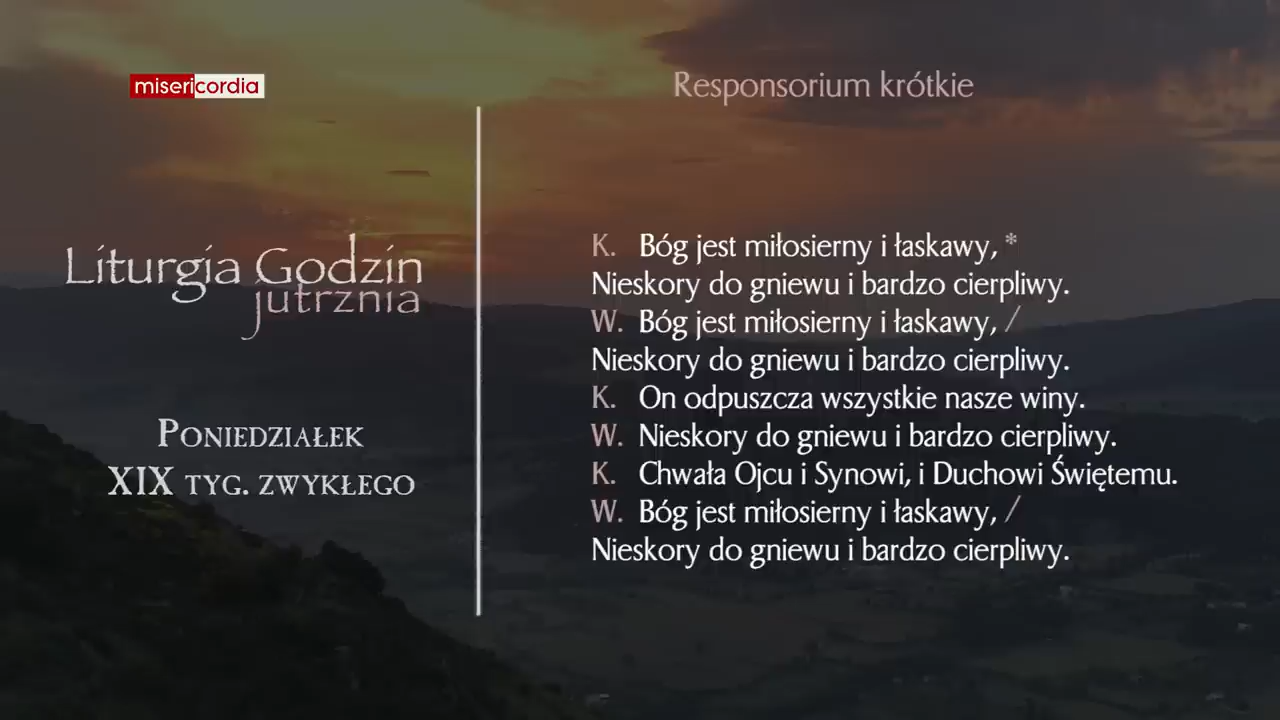 misericordia
Responsorium krótkie
Liturgia Godzin
jutrznia
Poniedziałek
XIX tyg. zwykłego
K. Bóg jest miłosierny i łaskawy, *
Nieskory do gniewu i bardzo cierpliwy.
W. Bóg jest miłosierny i łaskawy, /
Nieskory do gniewu i bardzo cierpliwy.
K. On odpuszcza wszystkie nasze winy.
W. Nieskory do gniewu i bardzo cierpliwy.
K. Chwała Ojcu i Synowi, i Duchowi Świętemu.
W. Bóg jest miłosierny i łaskawy, /
Nieskory do gniewu i bardzo cierpliwy.